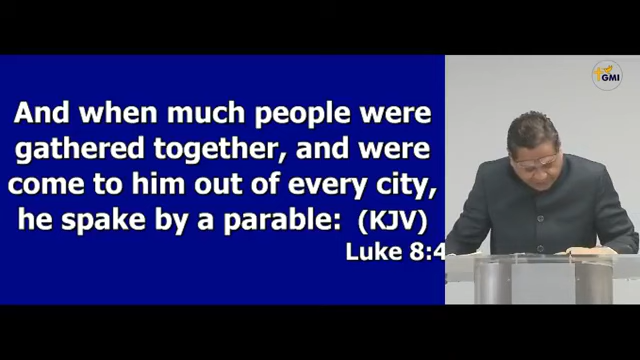 And when much people were
gathered together, and were
come to him out of every city,
he spake by a parable: (KJV)
Luke 8:4
GMI